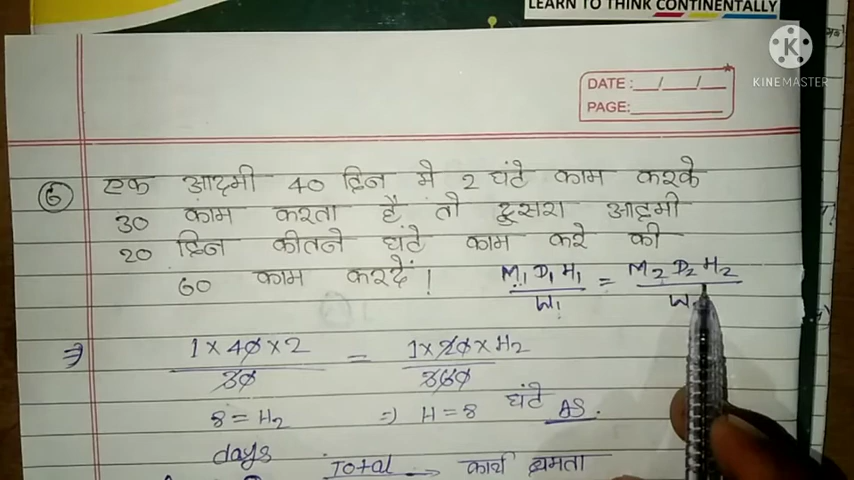 LEARN TO THINK CONTINENTALLY
K
KINEMASTER
DATE: __/__/__
PAGE: ________
6 एक आदमी 40 दिन मे 2 घंटे काम करके
30 काम करता है तो दुसरा आदमी
20 दिन कीतने घंटे काम करे की
60 काम करदें! M₁D₁H₁/W₁ = M₂D₂H₂/W
⇒ 1×40×2/30 = 1×20×H₂/60
8 = H₂ ⇒ H = 8 घंटे AS.
days
Total → कार्य क्षमता